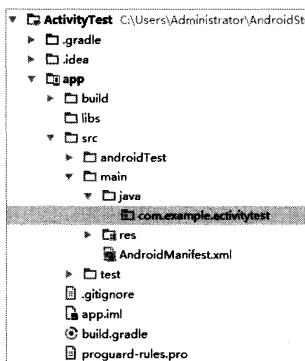 ActivityTest C:\Users\Administrator\AndroidSt
.gradle
.idea
app
build
libs
src
androidTest
main
java
com.example.activitytest
res
AndroidManifest.xml
test
.gitignore
app.iml
build.gradle
proguard-rules.pro